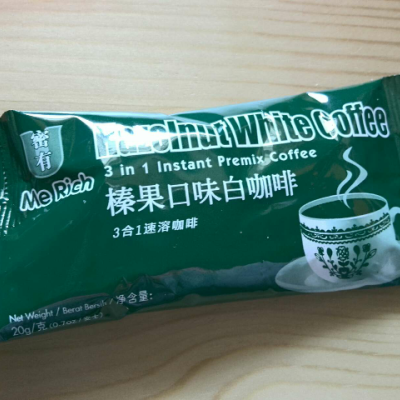 密有
Me Rich
Hazelnut White Coffee
3 in 1 Instant Premix Coffee
榛果口味白咖啡
3合1速溶咖啡
Net Weight / Berat Bersih / 净含量:
20g/克